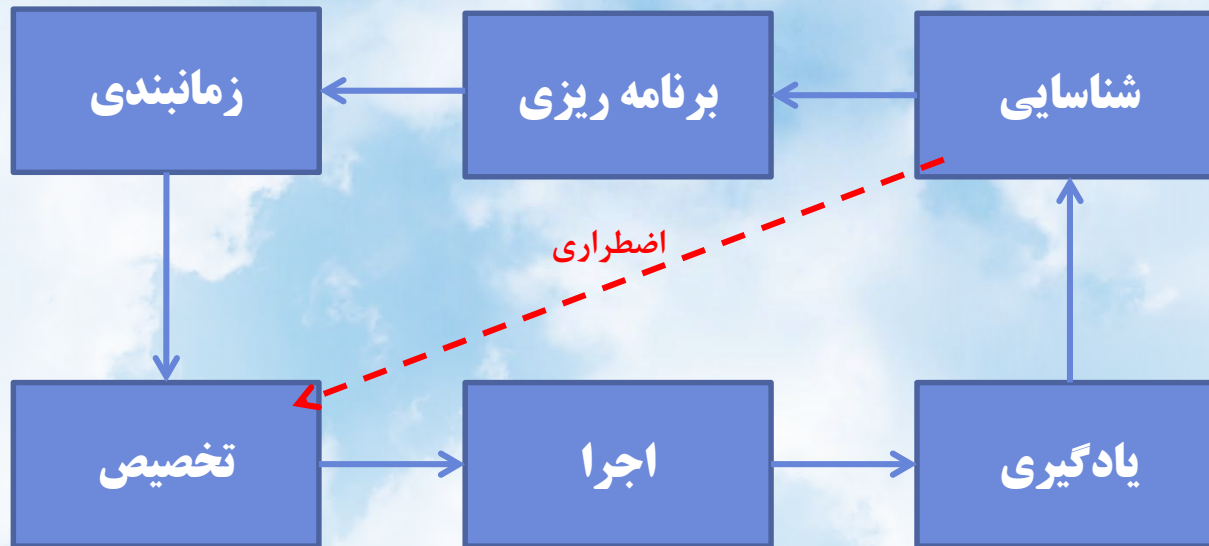 شناسایی
برنامه ریزی
زمانبندی
اضطراری
تخصیص
اجرا
یادگیری